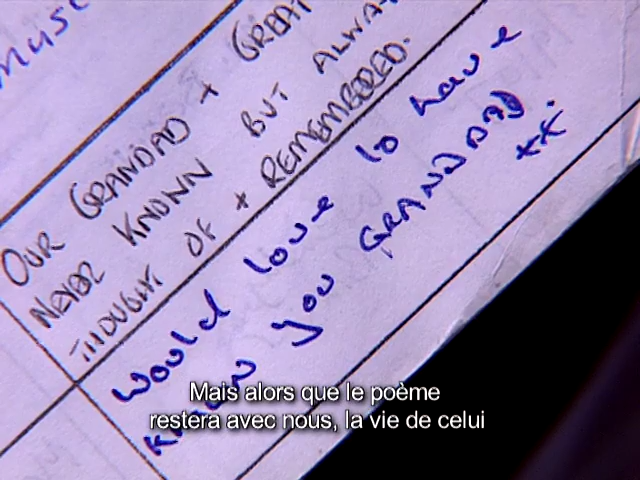 MUSE
OUR GRANDAD + GREAT
NEVER KNOWN BUT ALWAYS
THOUGHT OF + REMEMBERED.
Would love to have
known you GRANDAD
xx.
Mais alors que le poème
restera avec nous, la vie de celui